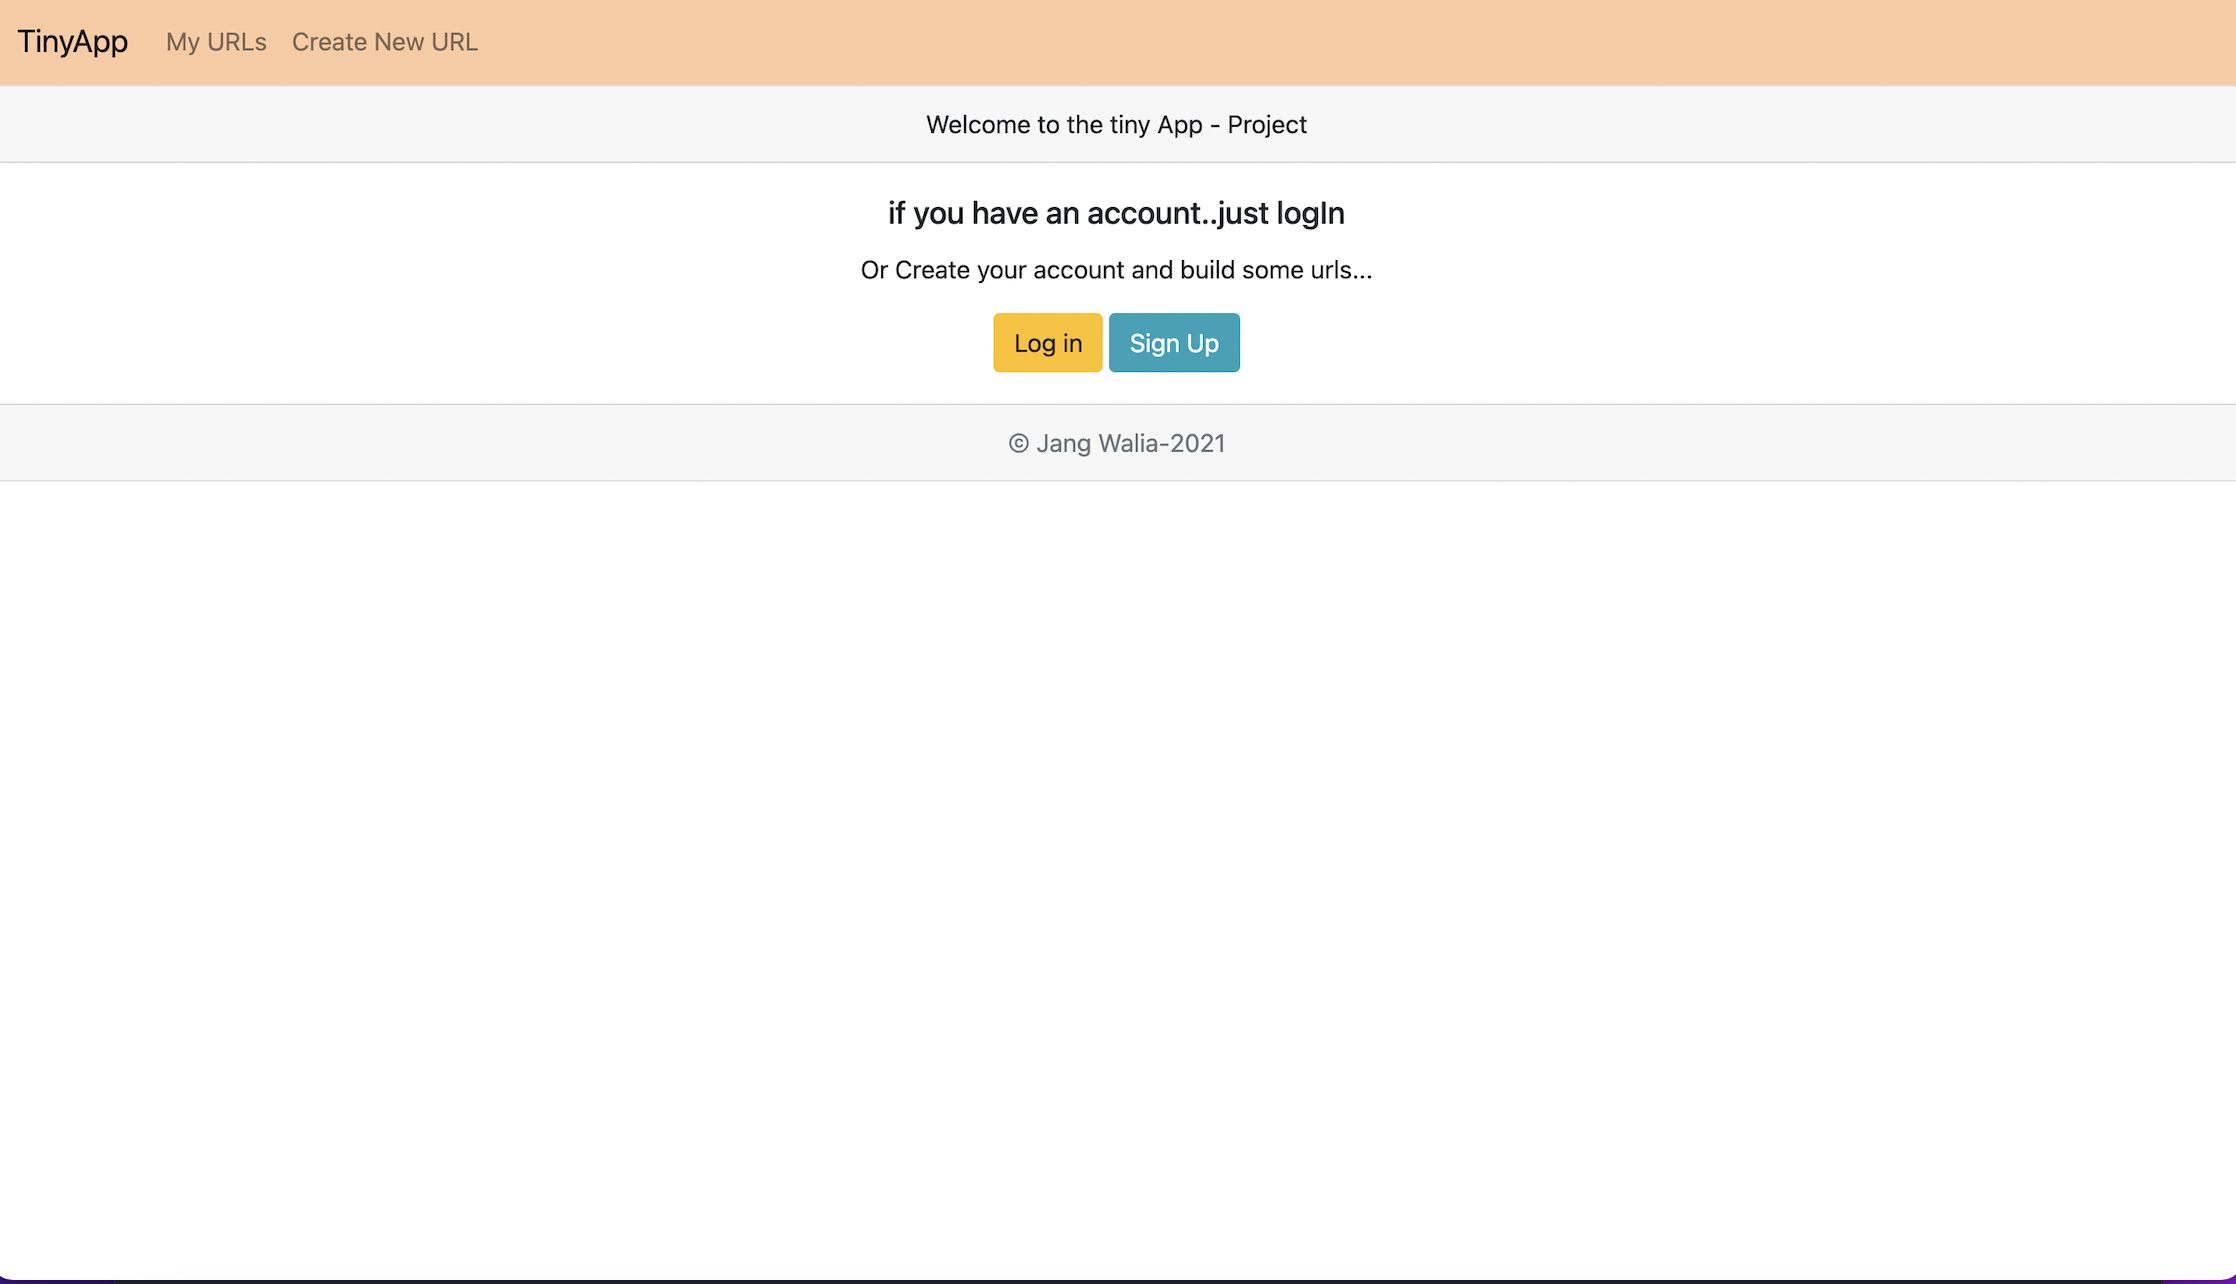 TinyApp My URLs Create New URL
Welcome to the tiny App - Project
if you have an account..just logIn
Or Create your account and build some urls...
Log in Sign Up
© Jang Walia-2021